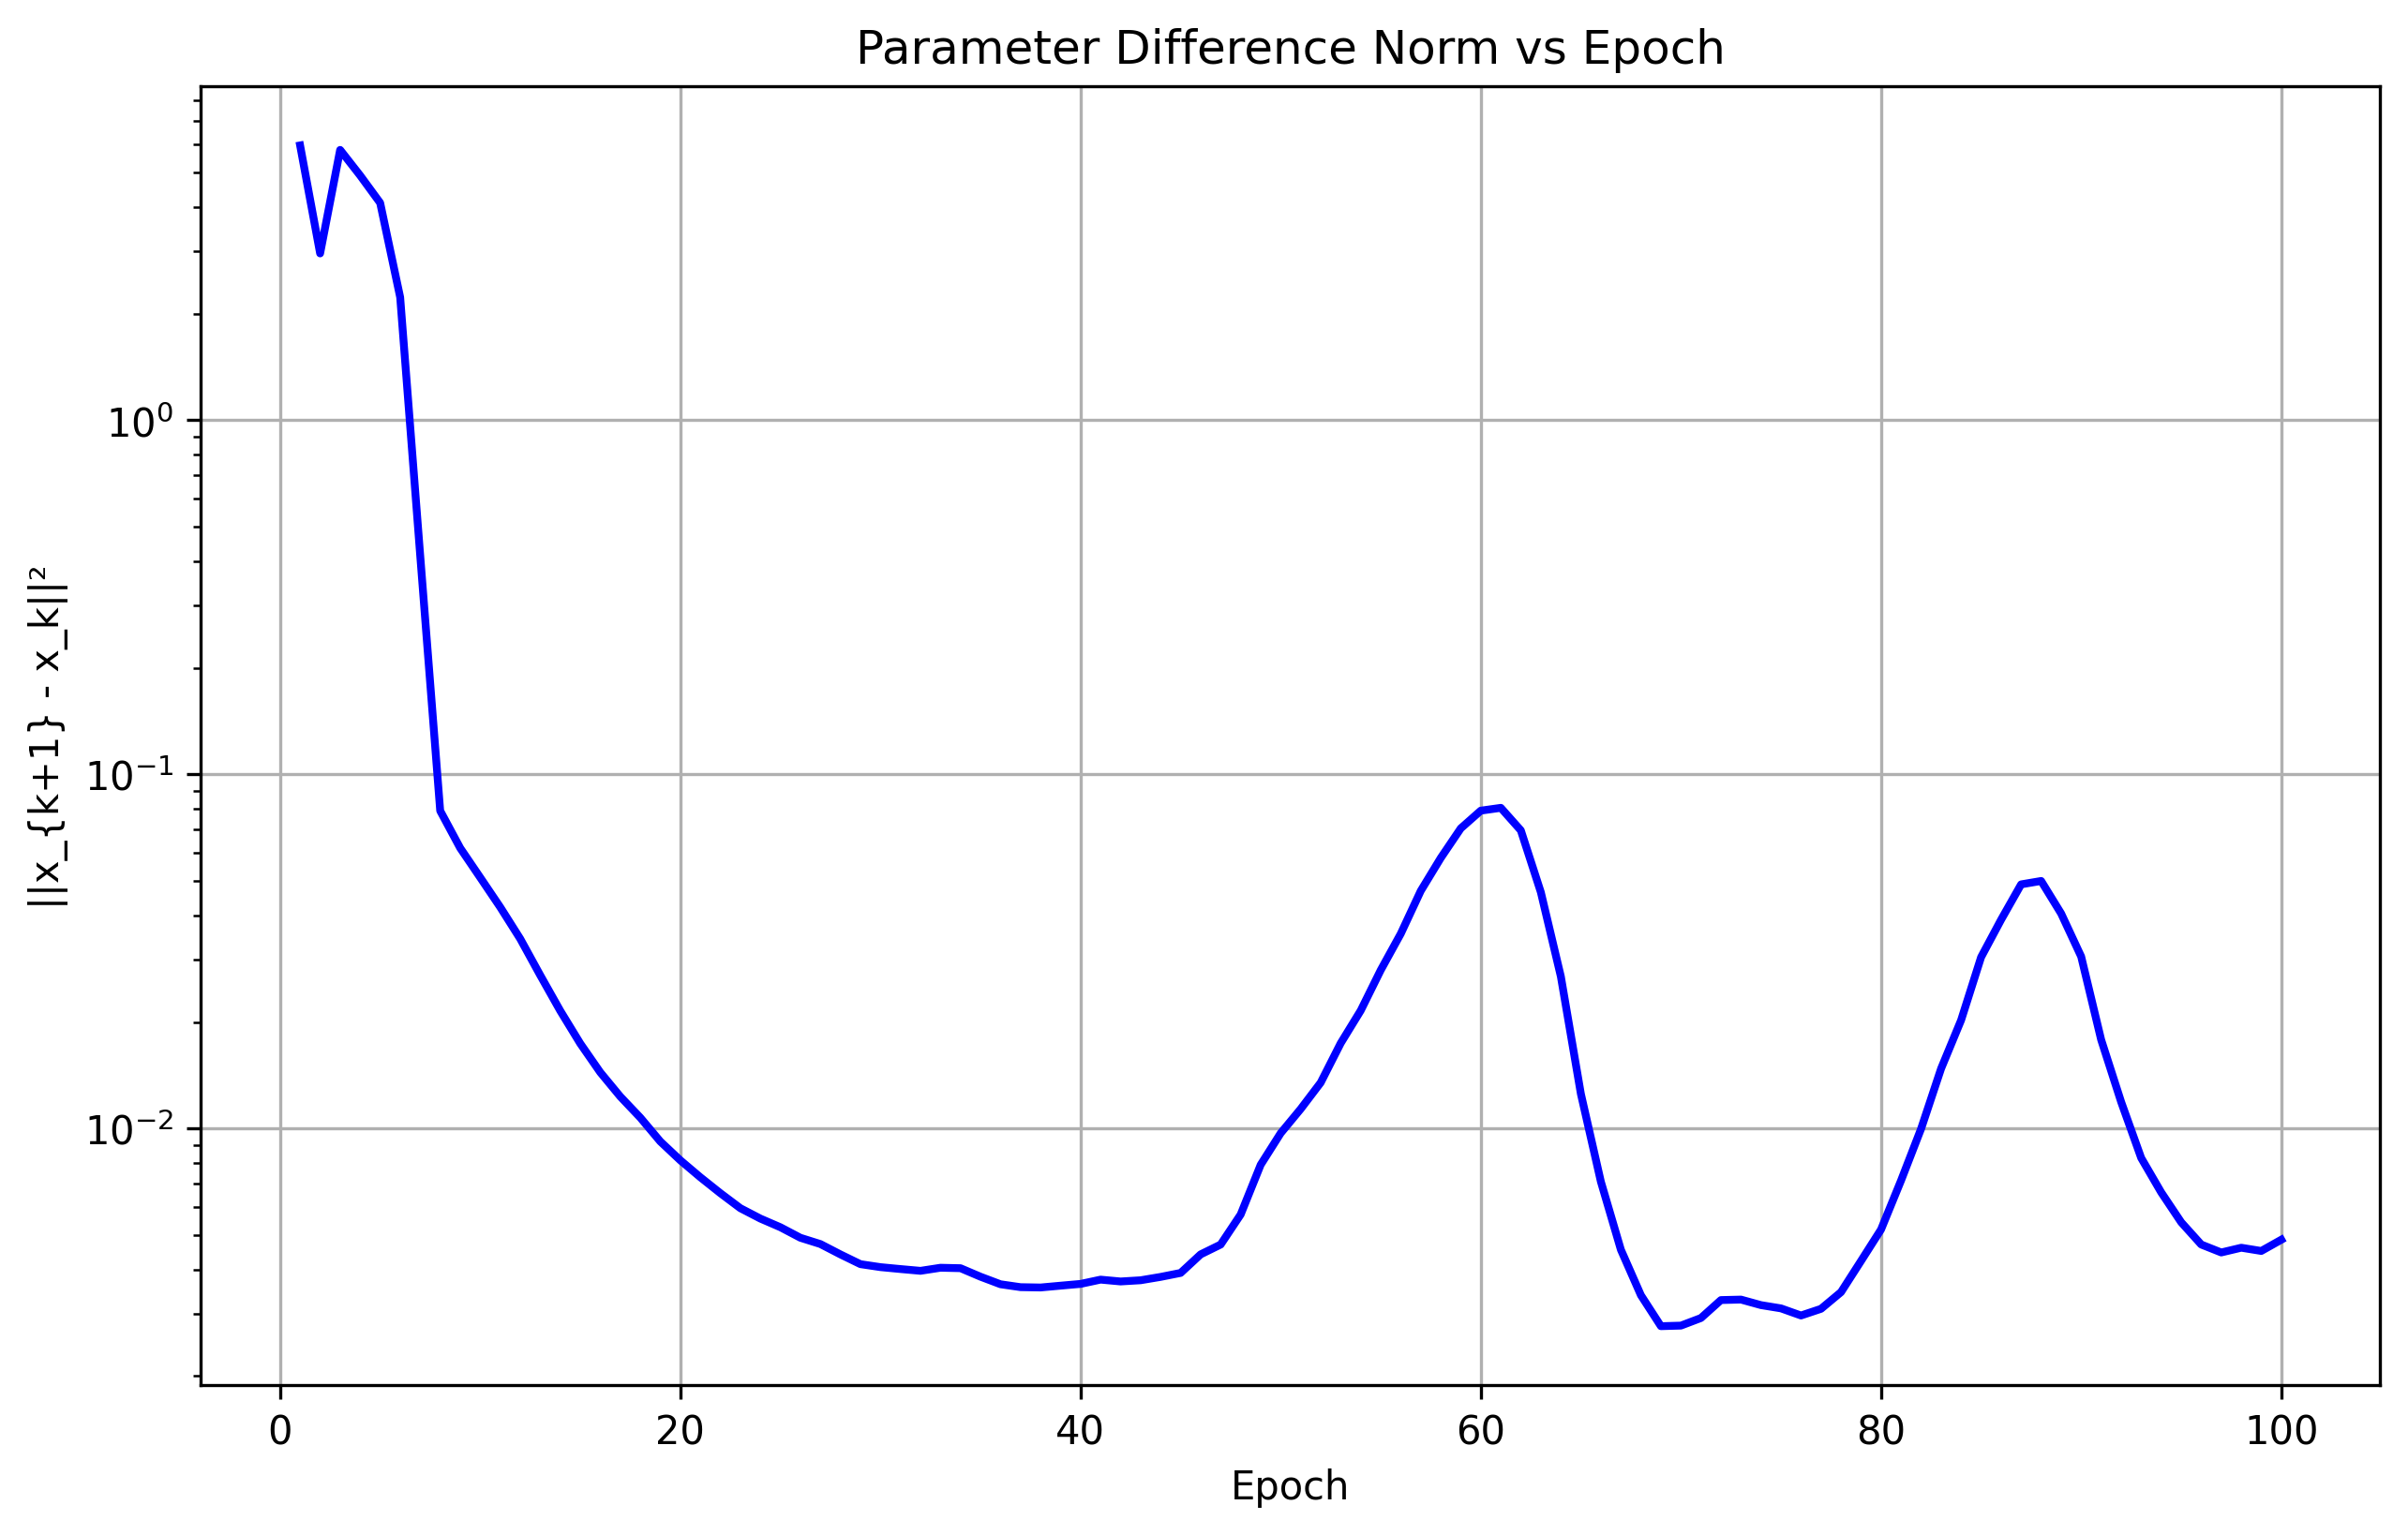 Parameter Difference Norm vs Epoch
||x_{k+1} - x_k||²
10⁰
10⁻¹
10⁻²
0 20 40 60 80 100
Epoch